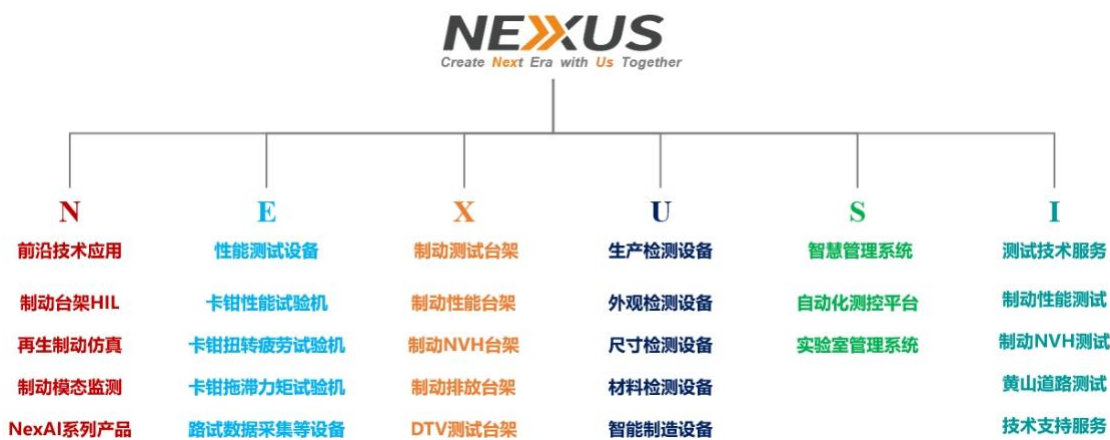 NEXUS
Create Next Era with Us Together
N E X U S I
前沿技术应用 性能测试设备 制动测试台架 生产检测设备 智慧管理系统 测试技术服务
制动台架HIL 卡钳性能试验机 制动性能台架 外观检测设备 自动化测控平台 制动性能测试
再生制动仿真 卡钳扭转疲劳试验机 制动NVH台架 尺寸检测设备 实验室管理系统 制动NVH测试
制动模态监测 卡钳拖滞力矩试验机 制动排放台架 材料检测设备 黄山道路测试
NexAI系列产品 路试数据采集等设备 DTV测试台架 智能制造设备 技术支持服务